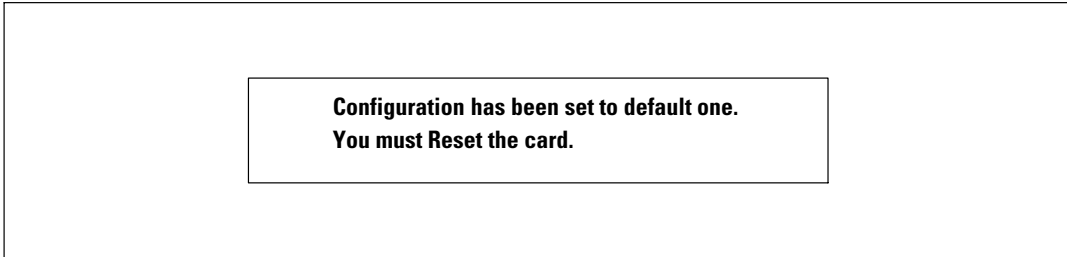 Configuration has been set to default one.
You must Reset the card.